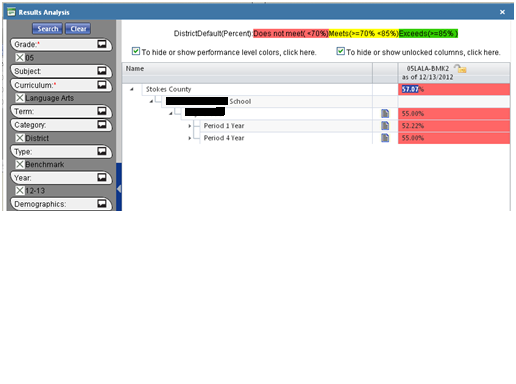 Results Analysis
Search Clear
DistrictDefault(Percent): Does not meet( <70%) Meets(>=70% <85%) Exceeds(>=85% )
Grade:*
05
To hide or show performance level colors, click here. To hide or show unlocked columns, click here.
Subject:
Curriculum:*
Language Arts
Term:
Category:
District
Type:
Benchmark
Year:
12-13
Demographics:
Name 05LALA-BMK2
as of 12/13/2012
Stokes County 57.07%
School
55.00%
Period 1 Year 52.22%
Period 4 Year 55.00%